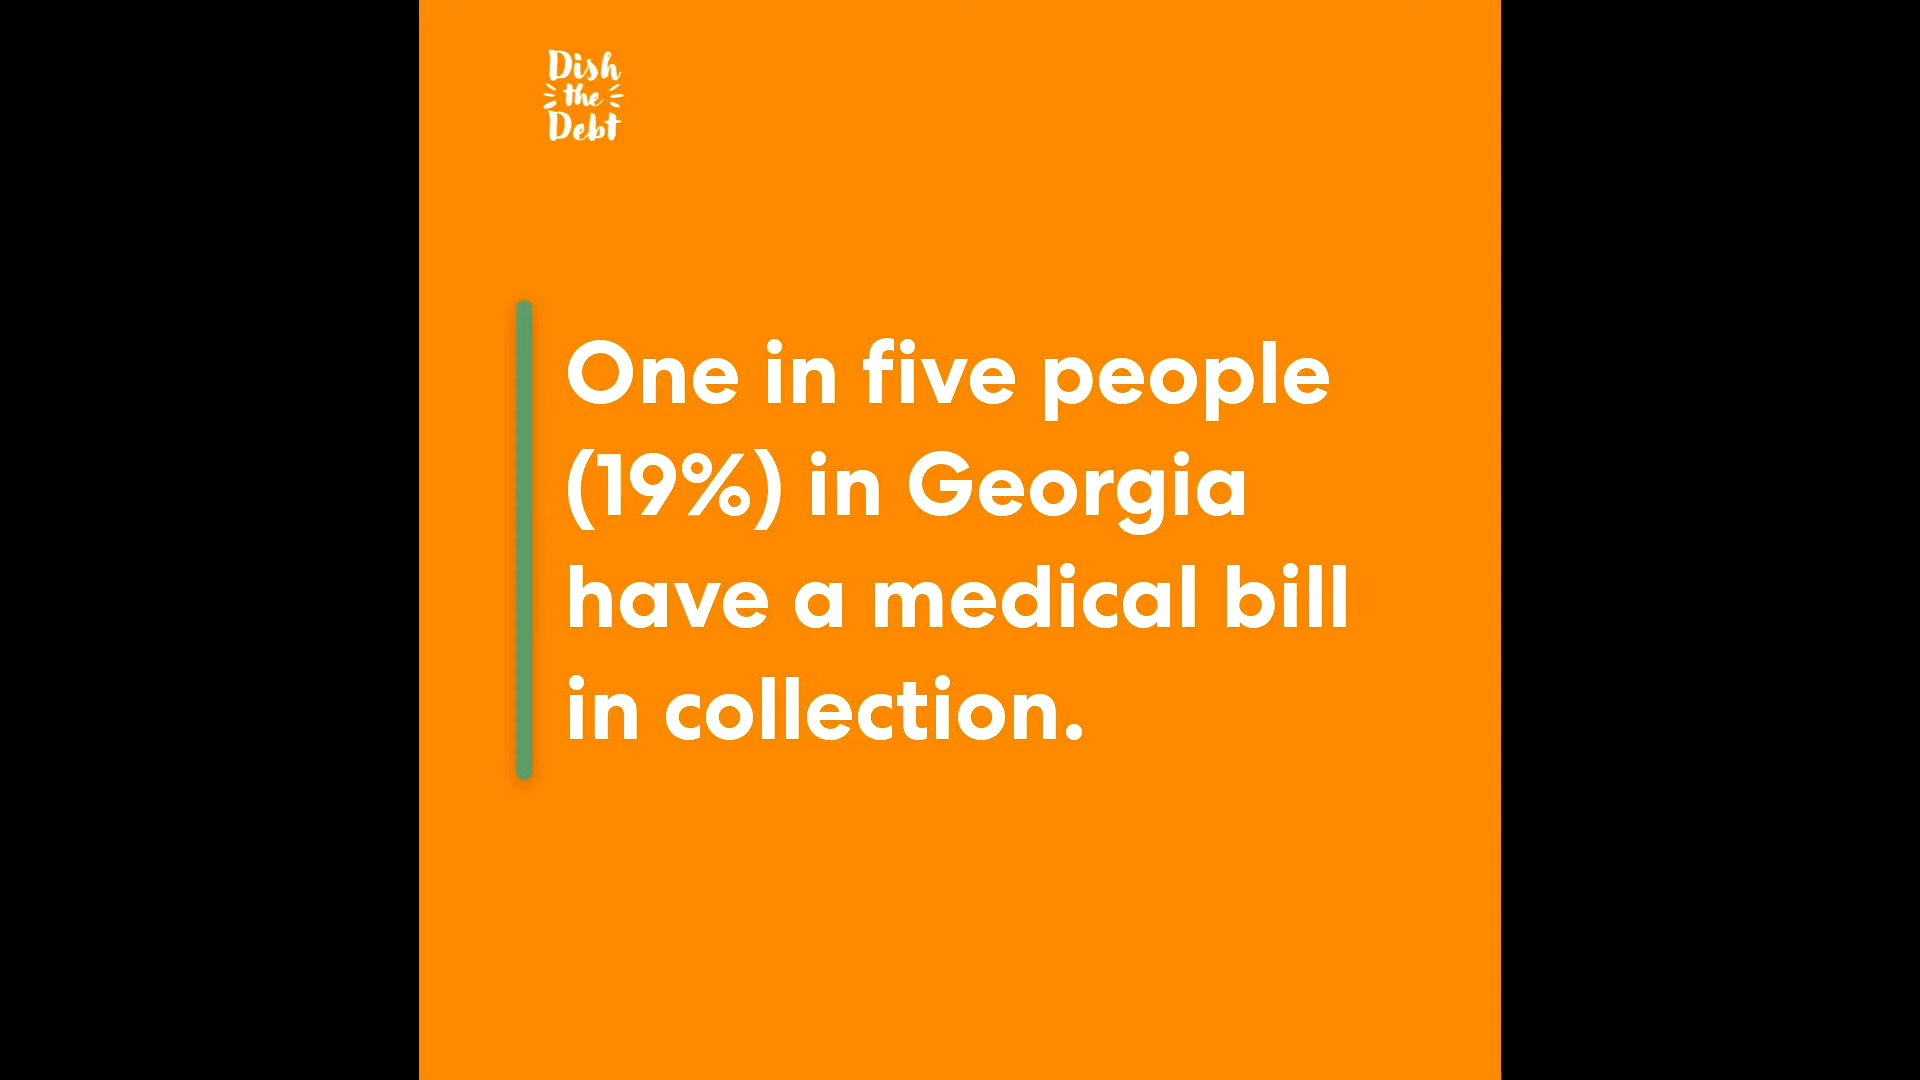 Dish
the
Debt
One in five people
(19%) in Georgia
have a medical bill
in collection.